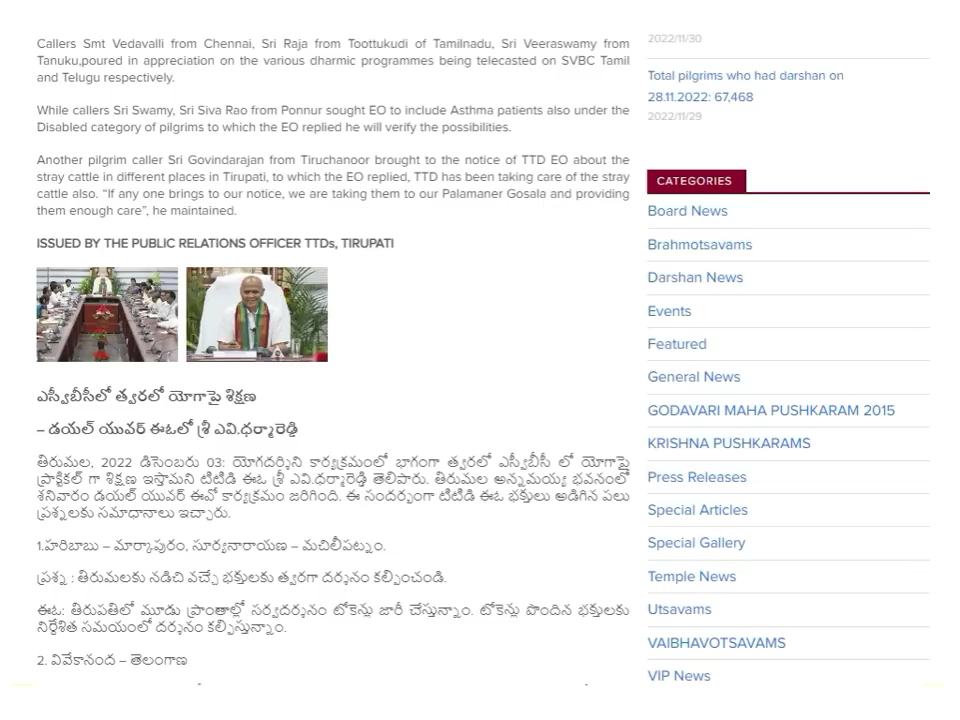 Callers Smt Vedavalli from Chennai, Sri Raja from Toottukudi of Tamilnadu, Sri Veeraswamy from
Tanuku,poured in appreciation on the various dharmic programmes being telecasted on SVBC Tamil
and Telugu respectively.
While callers Sri Swamy, Sri Siva Rao from Ponnur sought EO to include Asthma patients also under the
Disabled category of pilgrims to which the EO replied he will verify the possibilities.
Another pilgrim caller Sri Govindarajan from Tiruchanoor brought to the notice of TTD EO about the
stray cattle in different places in Tirupati, to which the EO replied, TTD has been taking care of the stray
cattle also. “If any one brings to our notice, we are taking them to our Palamaner Gosala and providing
them enough care”, he maintained.
ISSUED BY THE PUBLIC RELATIONS OFFICER TTDs, TIRUPATI
ఎస్వీబీసీలో త్వరలో యోగాపై శిక్షణ
– డయల్ యువర్ ఈఓలో శ్రీ ఎవి.ధర్మారెడ్డి
తిరుమల, 2022 డిసెంబరు 03: యోగదర్శిని కార్యక్రమంలో భాగంగా త్వరలో ఎస్వీబీసీ లో యోగాపై
ప్రాక్టికల్ గా శిక్షణ ఇస్తామని టిటిడి ఈఓ శ్రీ ఎవి.ధర్మారెడ్డి తెలిపారు. తిరుమల అన్నమయ్య భవనంలో
శనివారం డయల్ యువర్ ఈవో కార్యక్రమం జరిగింది. ఈ సందర్భంగా టిటిడి ఈఓ భక్తులు అడిగిన పలు
ప్రశ్నలకు సమాధానాలు ఇచ్చారు.
1.హరిబాబు – మార్కాపురం, సూర్యనారాయణ – మచిలీపట్నం.
ప్రశ్న : తిరుమలకు నడిచి వచ్చే భక్తులకు త్వరగా దర్శనం కల్పించండి.
ఈఓ: తిరుపతిలో మూడు ప్రాంతాల్లో సర్వదర్శనం టోకెన్లు జారీ చేస్తున్నాం. టోకెన్లు పొందిన భక్తులకు
నిర్దేశిత సమయంలో దర్శనం కల్పిస్తున్నాం.
2. వివేకానంద – తెలంగాణ
2022/11/30
Total pilgrims who had darshan on
28.11.2022: 67,468
2022/11/29
CATEGORIES
Board News
Brahmotsavams
Darshan News
Events
Featured
General News
GODAVARI MAHA PUSHKARAM 2015
KRISHNA PUSHKARAMS
Press Releases
Special Articles
Special Gallery
Temple News
Utsavams
VAIBHAVOTSAVAMS
VIP News